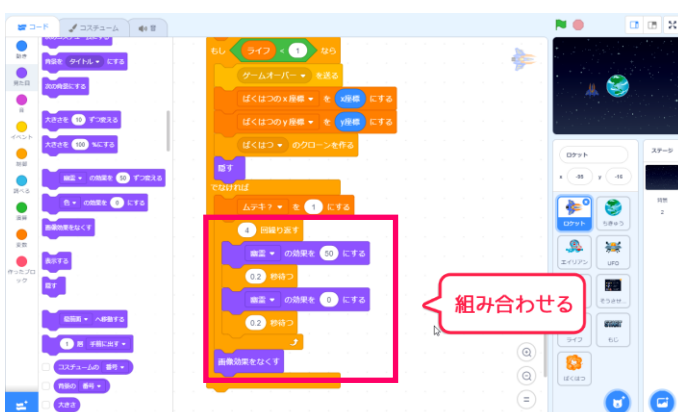 コード
コスチューム
音
動き
見た目
音
イベント
制御
調べる
演算
変数
作ったブロ
ック
背景を タイトル にする
次の背景にする
大きさを 10 ずつ変える
大きさを 100 %にする
幽霊 の効果を 50 ずつ変える
色 の効果を 0 にする
画像効果をなくす
表示する
隠す
最前面 へ移動する
1 層 手前に出す
コスチュームの 番号
背景の 番号
大きさ
もし ライフ < 1 なら
ゲームオーバー を送る
ばくはつのx座標 を x座標 にする
ばくはつのy座標 を y座標 にする
ばくはつ のクローンを作る
隠す
でなければ
ムテキ? を 1 にする
4 回繰り返す
幽霊 の効果を 50 にする
0.2 秒待つ
幽霊 の効果を 0 にする
0.2 秒待つ
画像効果をなくす
組み合わせる
ロケット
ステージ
x
y
背景
2
ロケット
ちきゅう
エイリアン
UFO
そうさせ...
ライフ
もじ
ばくはつ